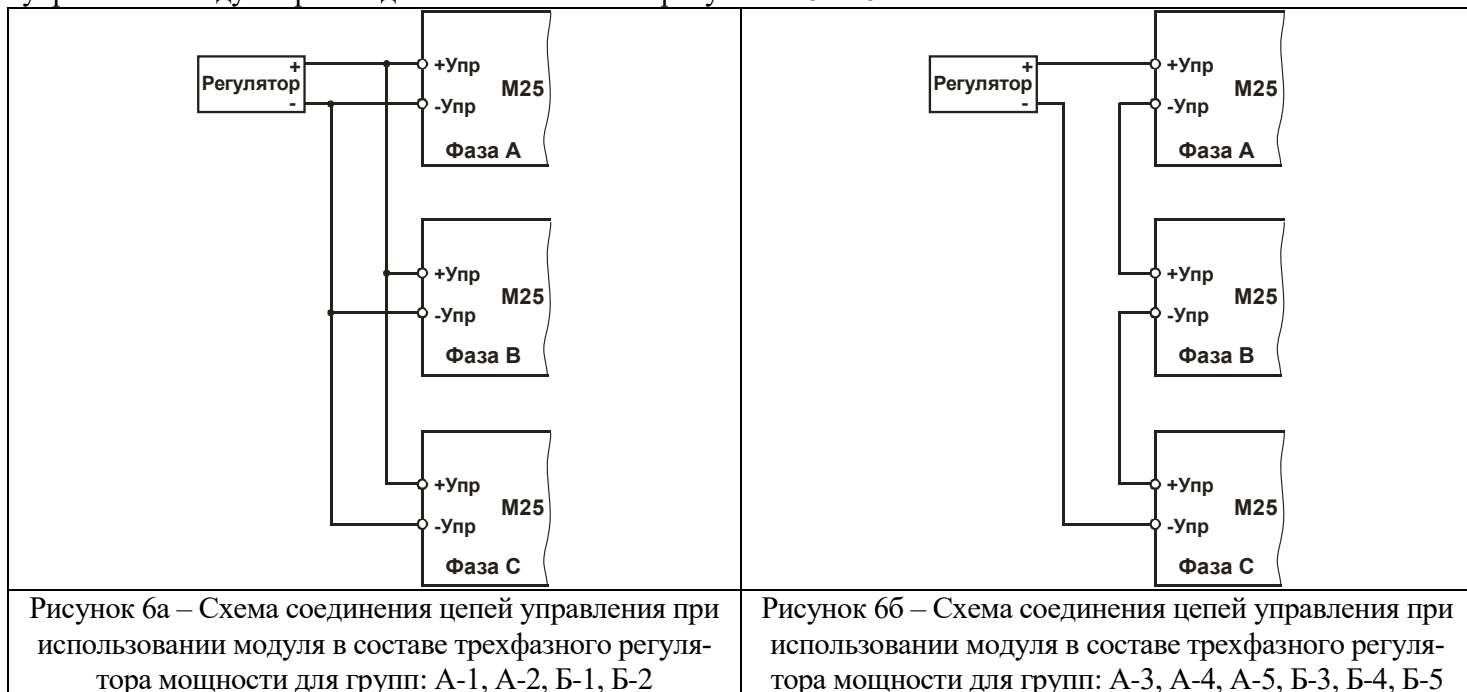 +
Регулятор
-
+Упр
М25
-Упр
Фаза А
+Упр
М25
-Упр
Фаза В
+Упр
М25
-Упр
Фаза С
Рисунок 6а – Схема соединения цепей управления при
использовании модуля в составе трехфазного регуля-
тора мощности для групп: А-1, А-2, Б-1, Б-2
+
Регулятор
-
+Упр
М25
-Упр
Фаза А
+Упр
М25
-Упр
Фаза В
+Упр
М25
-Упр
Фаза С
Рисунок 6б – Схема соединения цепей управления при
использовании модуля в составе трехфазного регуля-
тора мощности для групп: А-3, А-4, А-5, Б-3, Б-4, Б-5